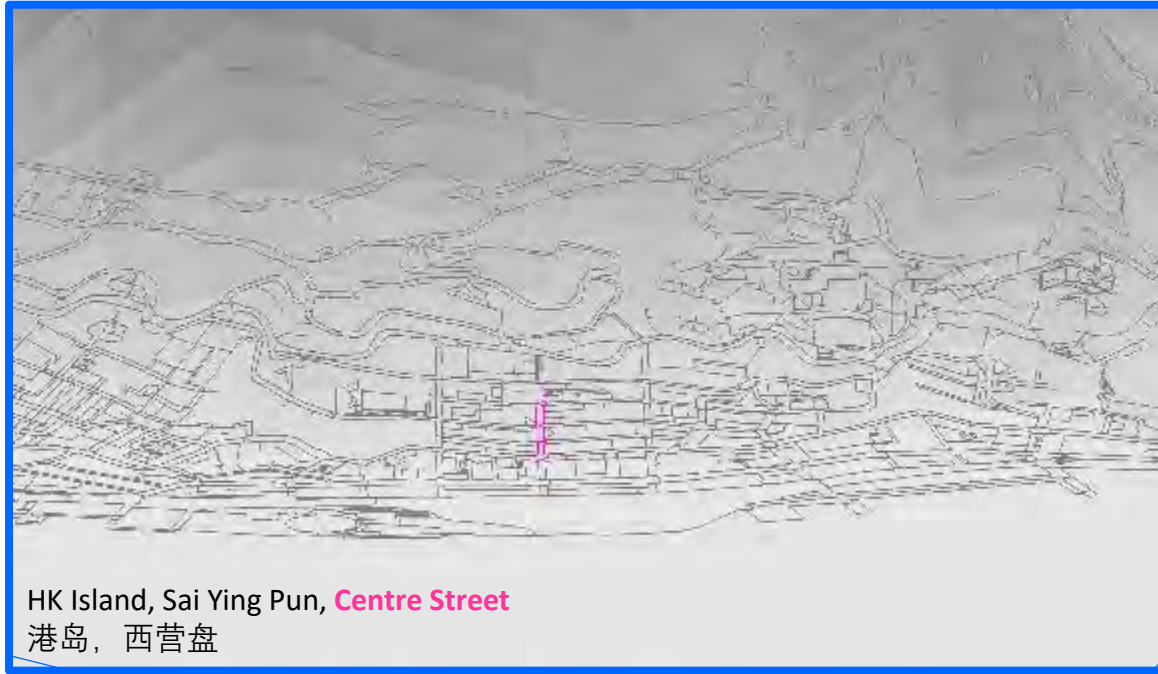 HK Island, Sai Ying Pun, Centre Street
港岛，西营盘